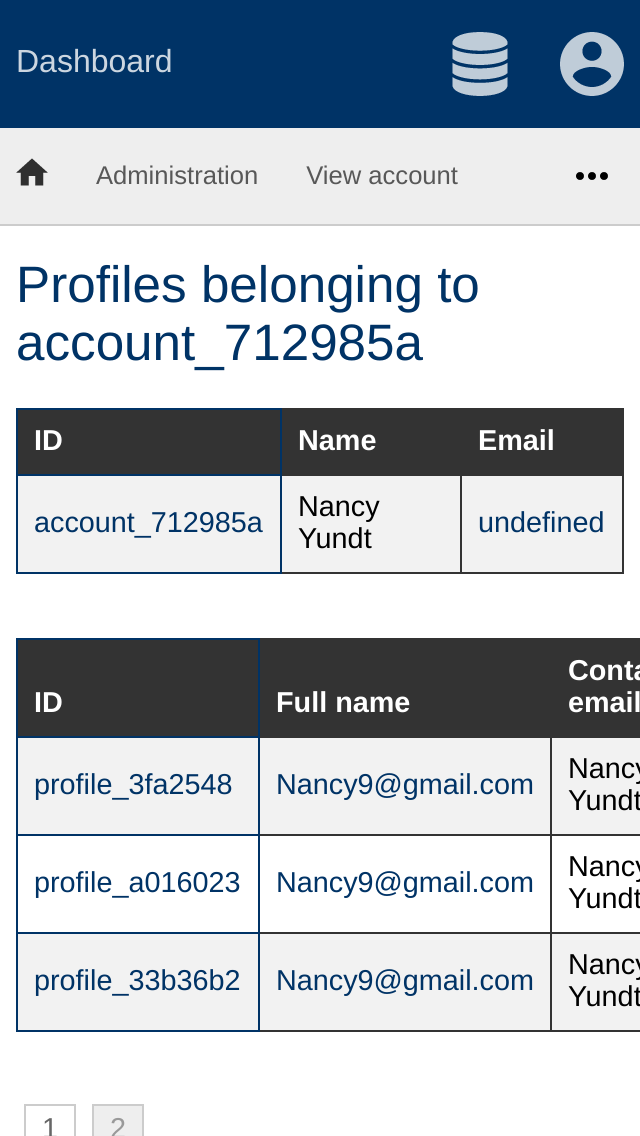 Dashboard
Administration View account
Profiles belonging to
account_712985a
ID Name Email
account_712985a Nancy Yundt undefined
ID Full name Conta email
profile_3fa2548 Nancy9@gmail.com Nancy Yundt
profile_a016023 Nancy9@gmail.com Nancy Yundt
profile_33b36b2 Nancy9@gmail.com Nancy Yundt
1 2